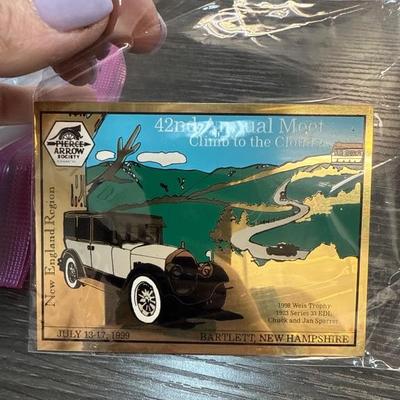 42nd Annual Meet
Climb to the Clouds
PIERCE
ARROW
SOCIETY
New England Region
1998 Weis Trophy
1923 Series 33 EDL
Chuck and Jan
JULY 13-17, 1999
BARTLETT, NEW HAMPSHIRE